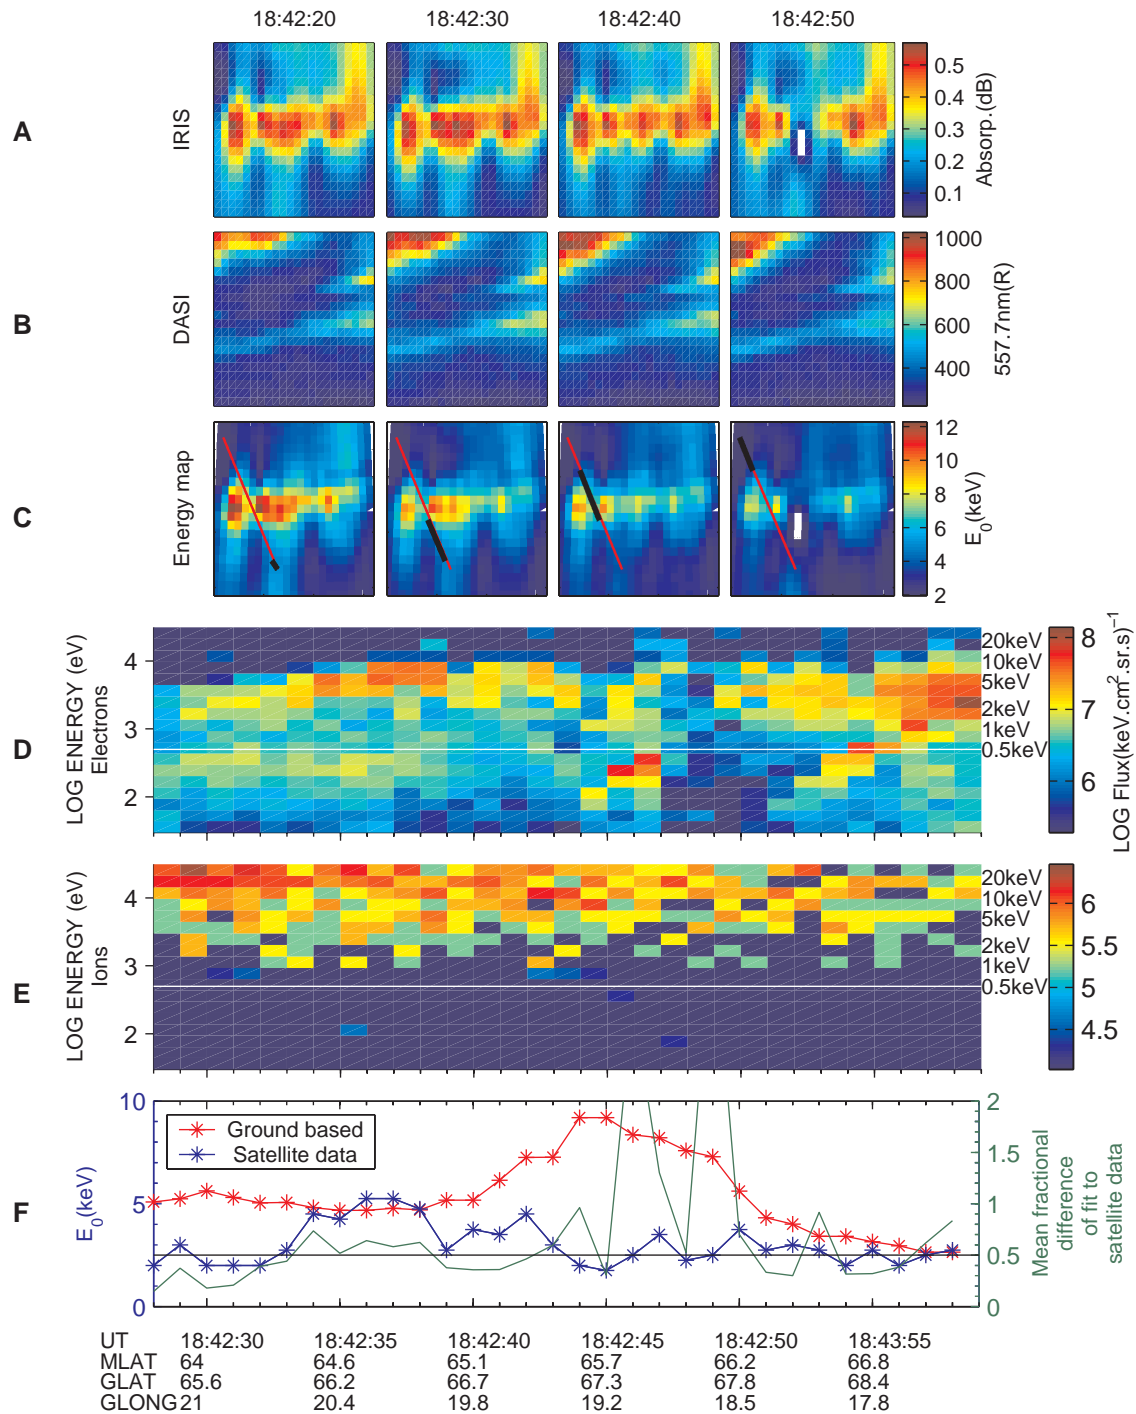 18:42:20 18:42:30 18:42:40 18:42:50
A
IRIS
0.5
0.4
0.3
0.2
0.1
Absorp.(dB)
B
DASI
1000
800
600
400
557.7nm(R)
C
Energy map
12
10
8
6
4
2
E_0(keV)
D
LOG ENERGY (eV)
Electrons
4
3
2
20keV
10keV
5keV
2keV
1keV
0.5keV
8
7
6
LOG Flux(keV.cm².sr.s)⁻¹
E
LOG ENERGY (eV)
Ions
4
3
2
20keV
10keV
5keV
2keV
1keV
0.5keV
6
5.5
5
4.5
F
E_0(keV)
10
5
0
Ground based
Satellite data
2
1.5
1
0.5
0
Mean fractional
difference
of fit to
satellite data
UT 18:42:30 18:42:35 18:42:40 18:42:45 18:42:50 18:43:55
MLAT 64 64.6 65.1 65.7 66.2 66.8
GLAT 65.6 66.2 66.7 67.3 67.8 68.4
GLONG 21 20.4 19.8 19.2 18.5 17.8